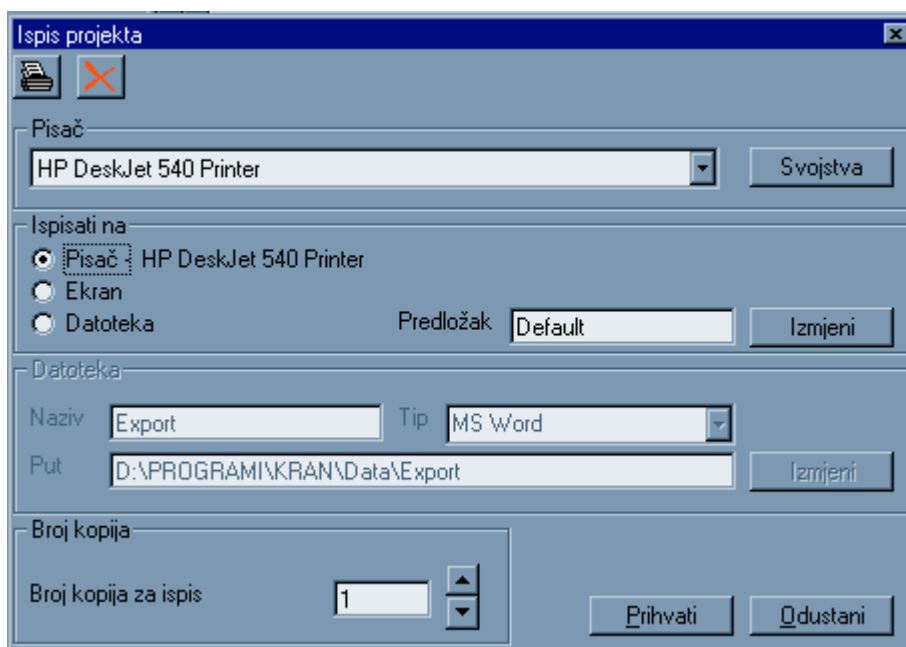 Ispis projekta
Pisač
HP DeskJet 540 Printer
Svojstva
Ispisati na
Pisač - HP DeskJet 540 Printer
Ekran
Datoteka
Predložak
Default
Izmjeni
Datoteka
Naziv
Export
Tip
MS Word
Put
D:\PROGRAMI\KRAN\Data\Export
Izmjeni
Broj kopija
Broj kopija za ispis
1
Prihvati
Odustani